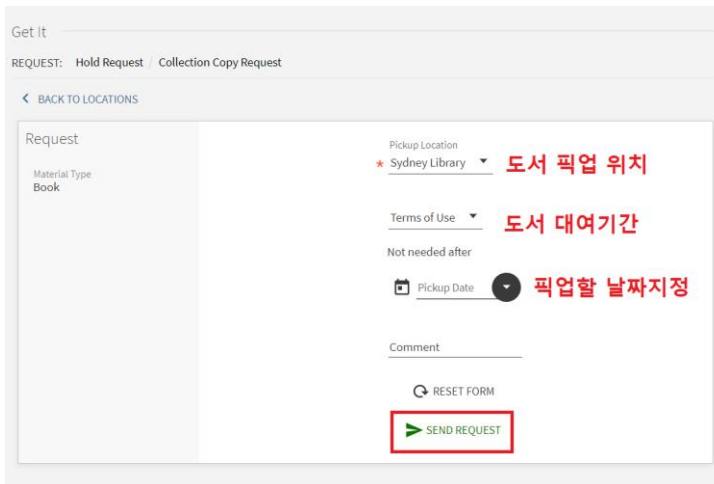 Get It
REQUEST: Hold Request / Collection Copy Request
BACK TO LOCATIONS
Request
Material Type
Book
Pickup Location
* Sydney Library 도서 픽업 위치
Terms of Use 도서 대여기간
Not needed after
Pickup Date 픽업할 날짜지정
Comment
RESET FORM
SEND REQUEST